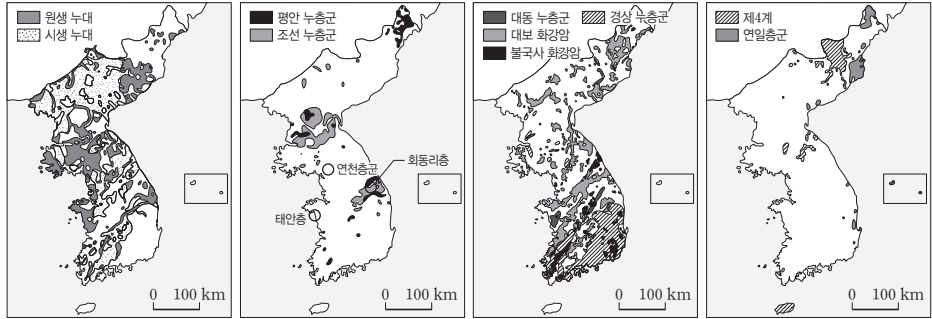 원생 누대
시생 누대
0 100 km
평안 누층군
조선 누층군
연천층군
회동리층
태안층
0 100 km
대동 누층군
경상 누층군
대보 화강암
불국사 화강암
0 100 km
제4계
연일층군
0 100 km